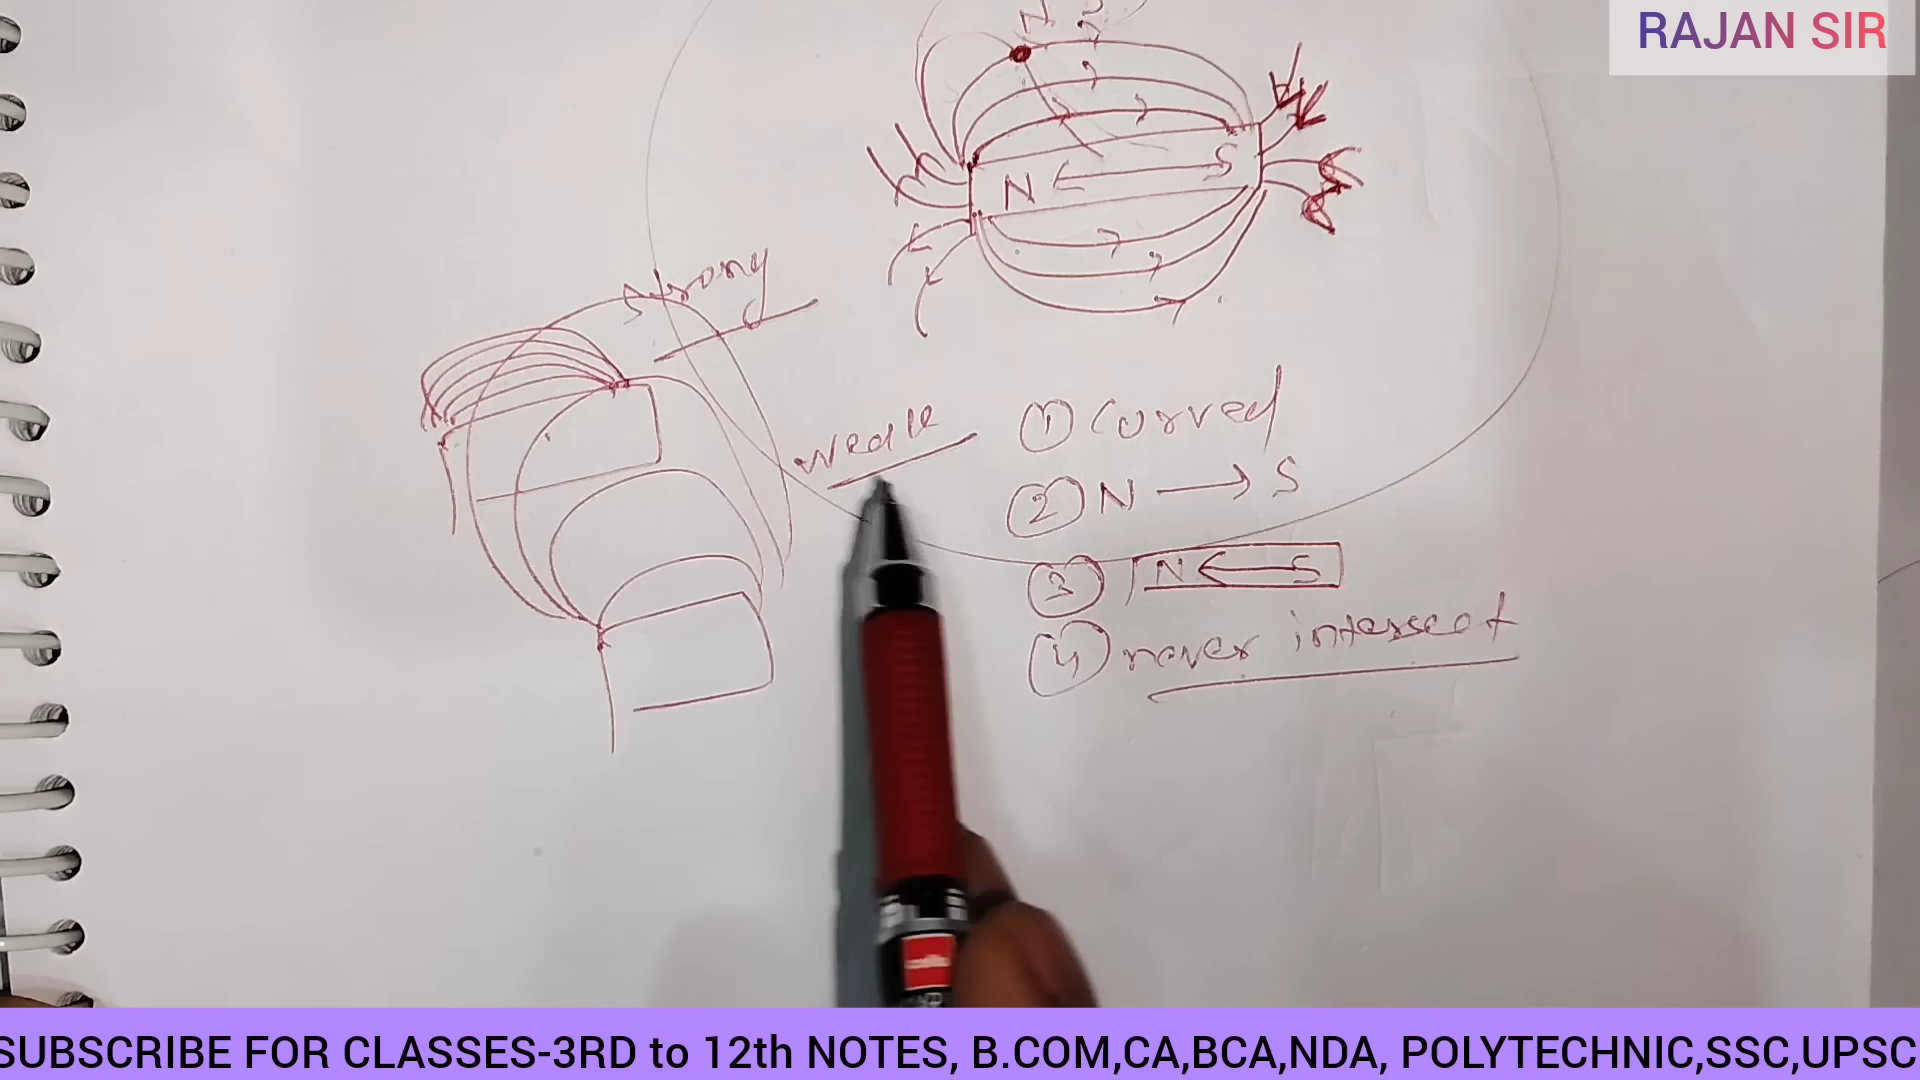 RAJAN SIR
N
N S
Strong
weak
① Curved
② N → S
③ N ← S
④ never intersect
SUBSCRIBE FOR CLASSES-3RD to 12th NOTES, B.COM,CA,BCA,NDA, POLYTECHNIC,SSC,UPSC